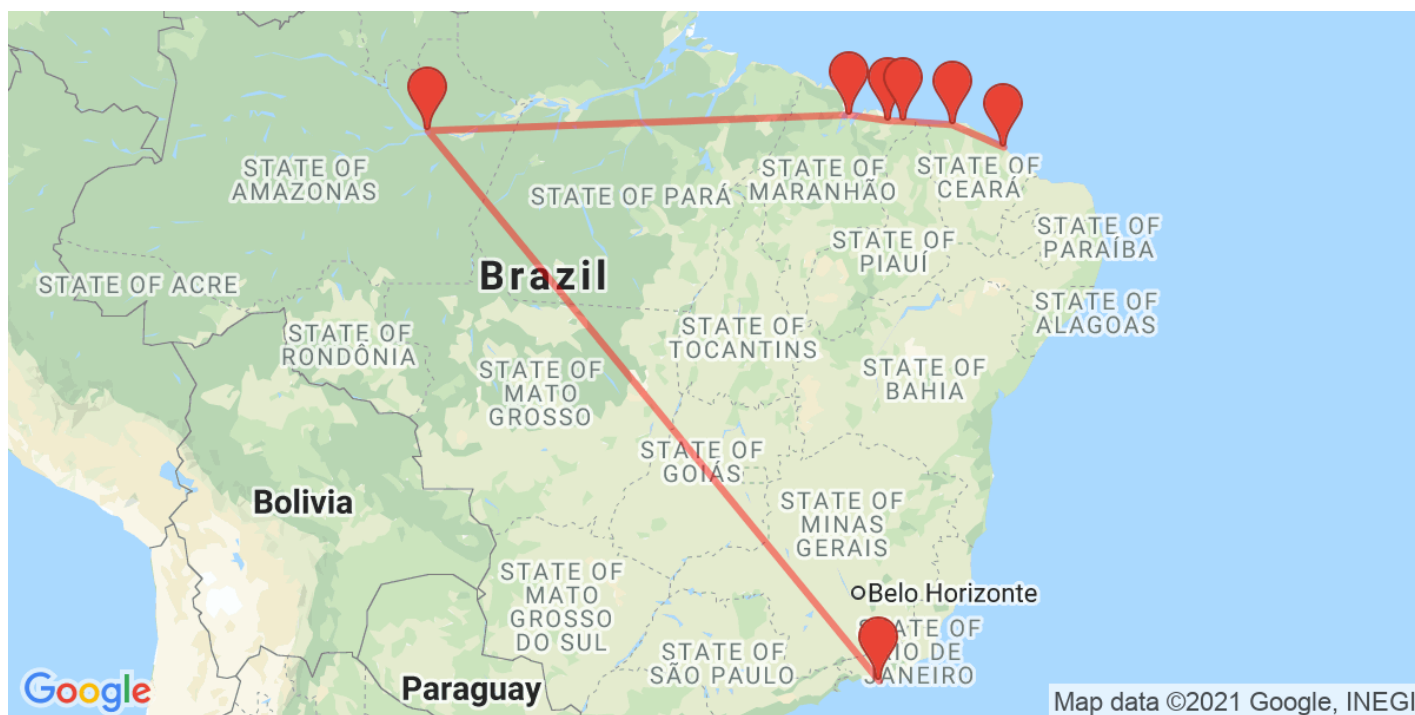 STATE OF
AMAZONAS
STATE OF PARÁ
STATE OF
MARANHÃO
STATE OF
CEARÁ
STATE OF
PARAÍBA
STATE OF
PIAUÍ
Brazil
STATE OF ACRE
STATE OF
ALAGOAS
STATE OF
RONDÔNIA
STATE OF
TOCANTINS
STATE OF
MATO
GROSSO
STATE OF
BAHIA
STATE OF
GOIÁS
Bolivia
STATE OF
MINAS
GERAIS
STATE OF
MATO
GROSSO
DO SUL
Belo Horizonte
STATE OF
SÃO PAULO
ATE OF
RIO DE
JANEIRO
Google
Paraguay
Map data ©2021 Google, INEGI